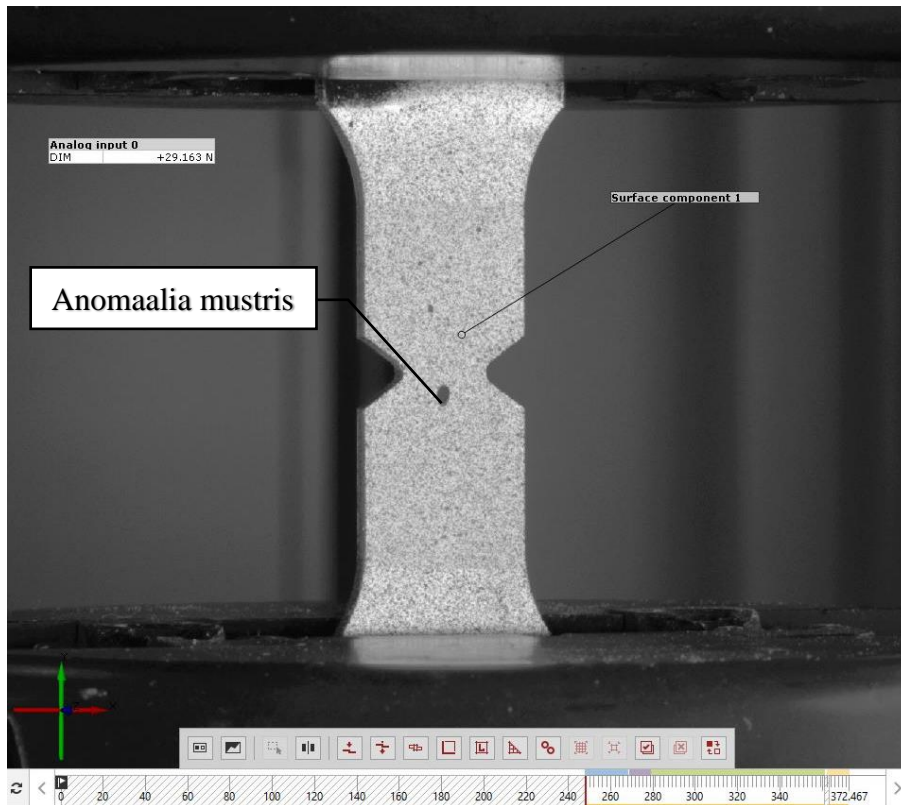 Analog input 0
DIM +29.163 N
Surface component 1
Anomaalia mustris
Y
X
0 20 40 60 80 100 120 140 160 180 200 220 240 260 280 300 320 340 372.467